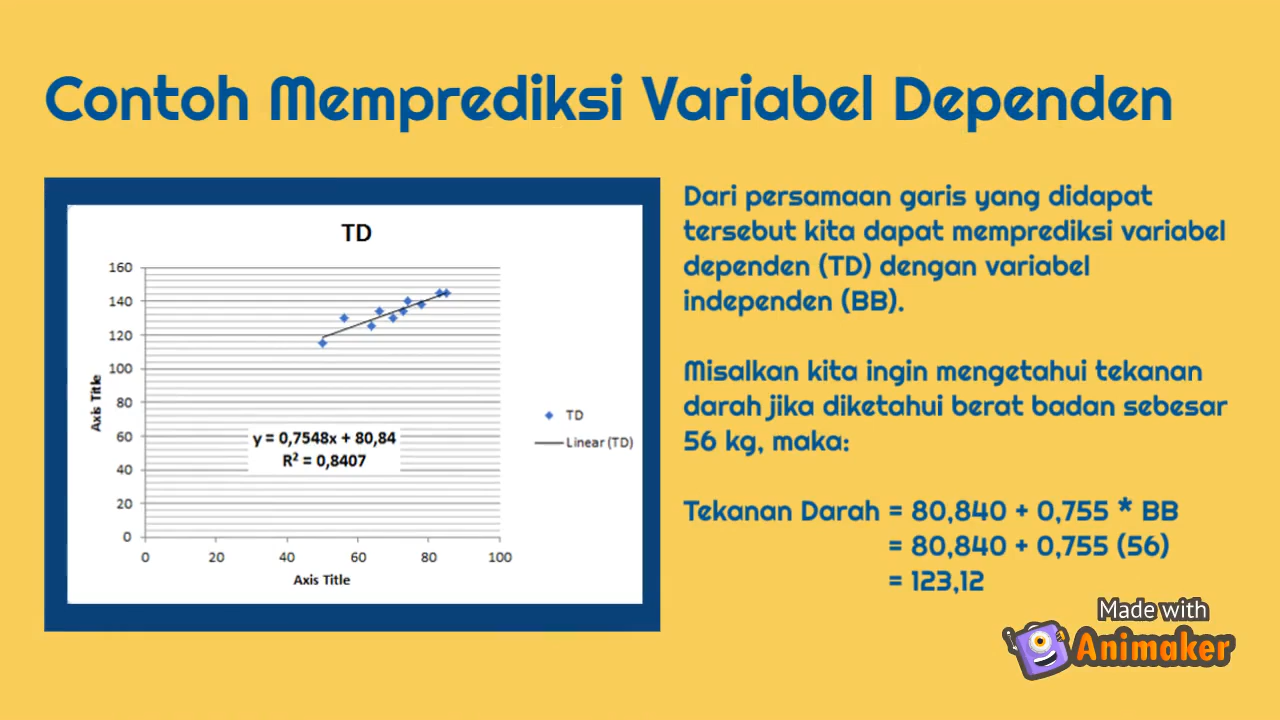 Contoh Memprediksi Variabel Dependen
TD
160
140
120
100
80
60
40
20
0
Axis Title
y = 0,7548x + 80,84
R² = 0,8407
0 20 40 60 80 100
Axis Title
TD
Linear (TD)
Dari persamaan garis yang didapat
tersebut kita dapat memprediksi variabel
dependen (TD) dengan variabel
independen (BB).
Misalkan kita ingin mengetahui tekanan
darah jika diketahui berat badan sebesar
56 kg, maka:
Tekanan Darah = 80,840 + 0,755 * BB
= 80,840 + 0,755 (56)
= 123,12
Made with
Animaker